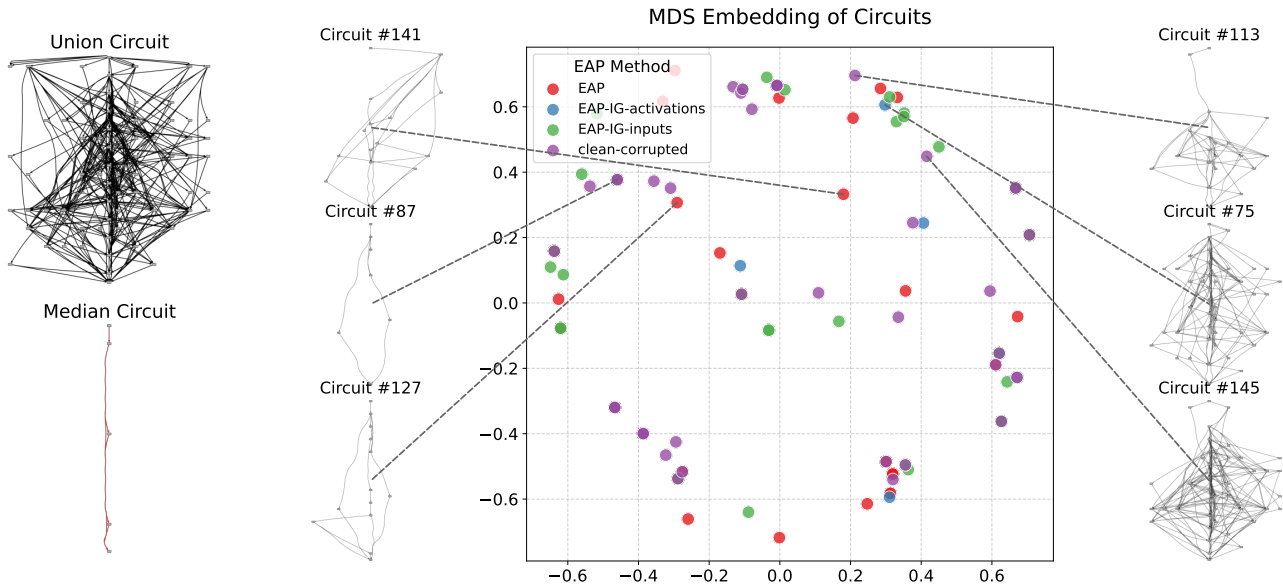 MDS Embedding of Circuits
Union Circuit
Median Circuit
Circuit #141
Circuit #87
Circuit #127
EAP Method
EAP
EAP-IG-activations
EAP-IG-inputs
clean-corrupted
0.6
0.4
0.2
0.0
−0.2
−0.4
−0.6
−0.6 −0.4 −0.2 0.0 0.2 0.4 0.6
Circuit #113
Circuit #75
Circuit #145